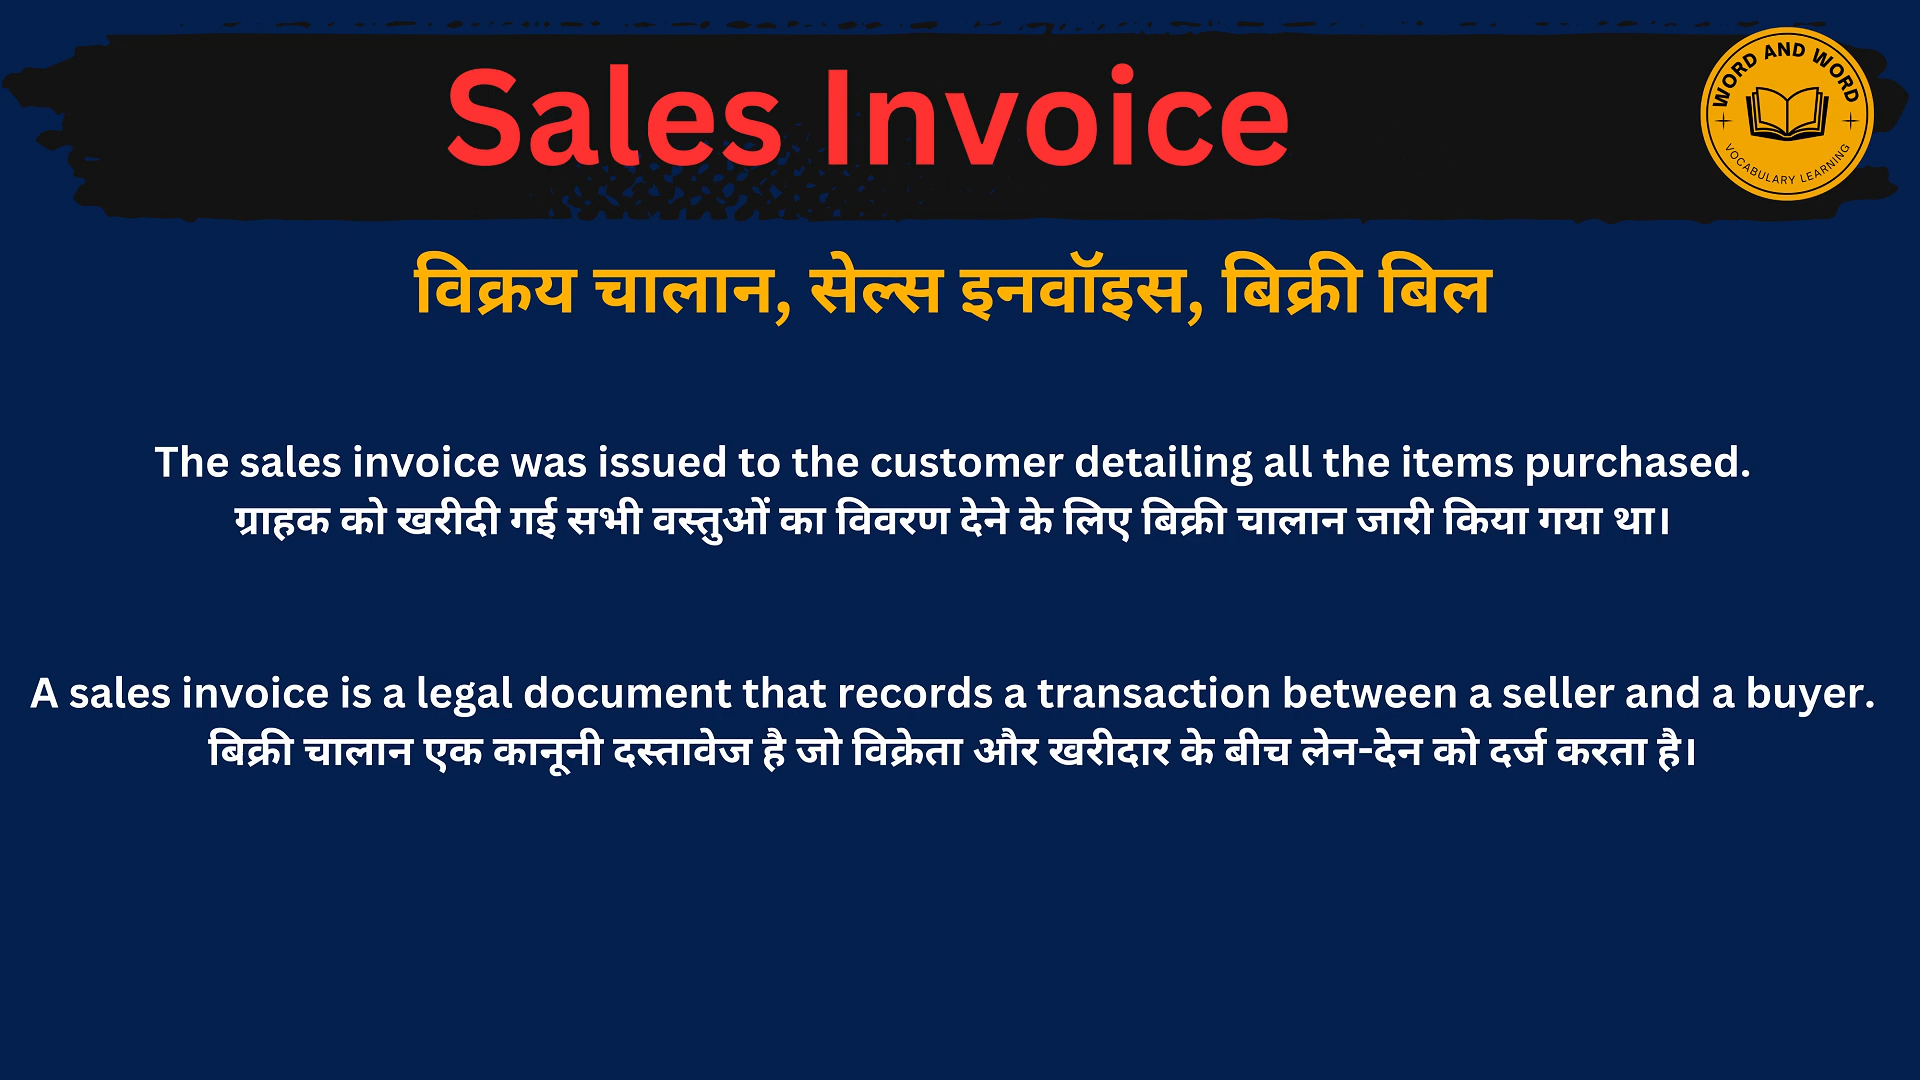 Sales Invoice
WORD AND WORD
VOCABULARY LEARNING
विक्रय चालान, सेल्स इनवॉइस, बिक्री बिल
The sales invoice was issued to the customer detailing all the items purchased.
ग्राहक को खरीदी गई सभी वस्तुओं का विवरण देने के लिए बिक्री चालान जारी किया गया था।
A sales invoice is a legal document that records a transaction between a seller and a buyer.
बिक्री चालान एक कानूनी दस्तावेज है जो विक्रेता और खरीदार के बीच लेन-देन को दर्ज करता है।